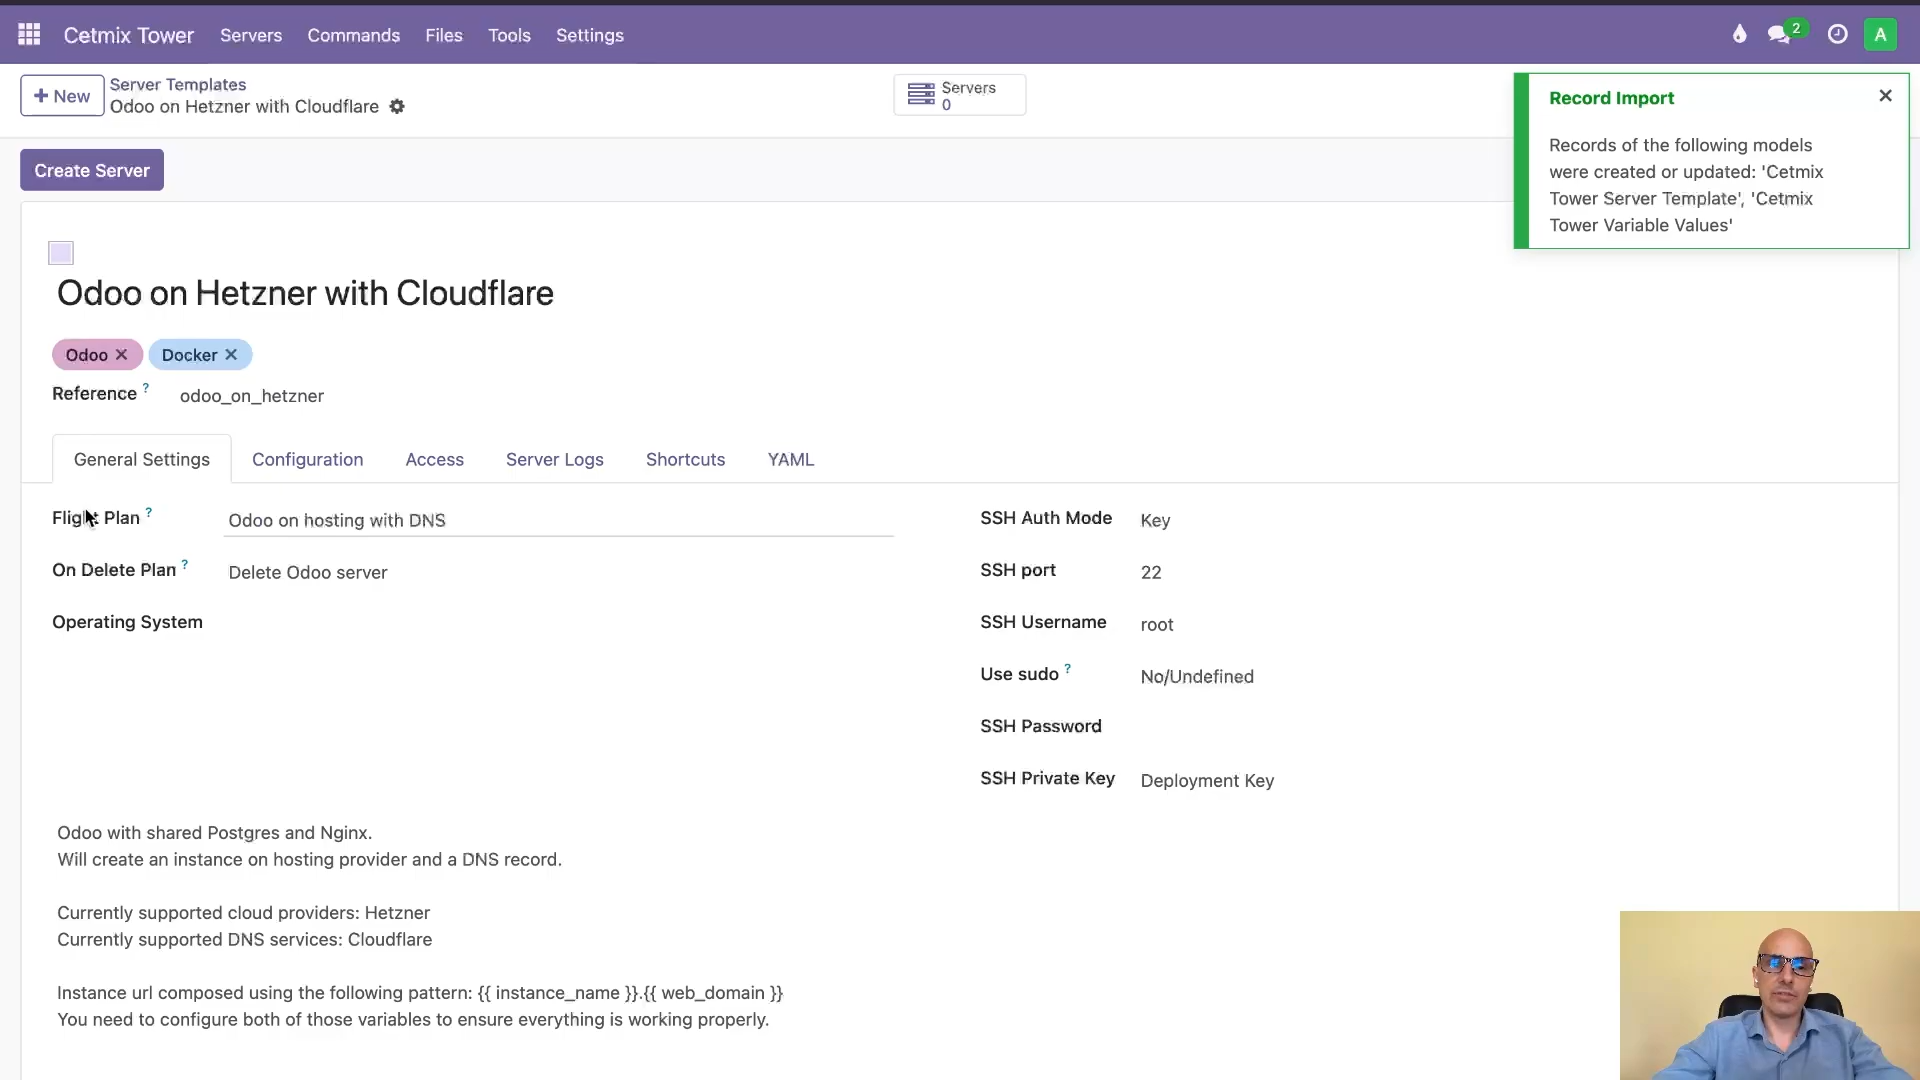 Cetmix Tower Servers Commands Files Tools Settings 2 A
+ New Server Templates
Odoo on Hetzner with Cloudflare
Servers
0
Record Import
Records of the following models
were created or updated: 'Cetmix
Tower Server Template', 'Cetmix
Tower Variable Values'
Create Server
Odoo on Hetzner with Cloudflare
Odoo Docker
Reference ? odoo_on_hetzner
General Settings Configuration Access Server Logs Shortcuts YAML
Flight Plan ? Odoo on hosting with DNS
On Delete Plan ? Delete Odoo server
Operating System
SSH Auth Mode Key
SSH port 22
SSH Username root
Use sudo ? No/Undefined
SSH Password
SSH Private Key Deployment Key
Odoo with shared Postgres and Nginx.
Will create an instance on hosting provider and a DNS record.
Currently supported cloud providers: Hetzner
Currently supported DNS services: Cloudflare
Instance url composed using the following pattern: {{ instance_name }}.{{ web_domain }}
You need to configure both of those variables to ensure everything is working properly.